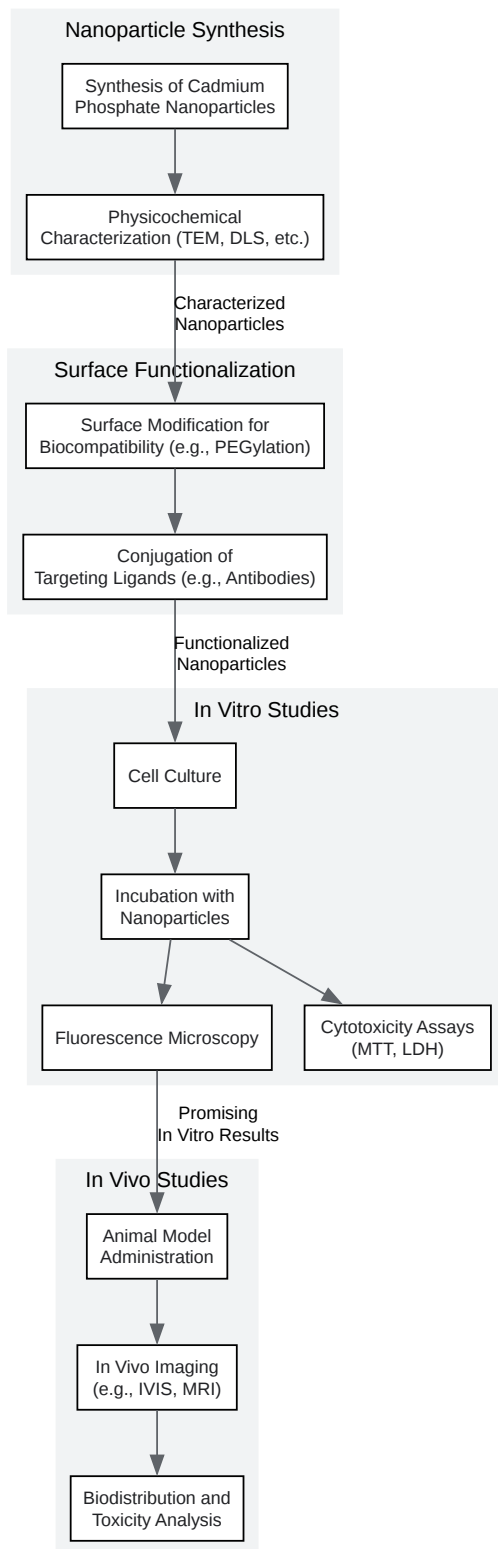 Nanoparticle Synthesis
Synthesis of Cadmium
Phosphate Nanoparticles
Physicochemical
Characterization (TEM, DLS, etc.)
Characterized
Nanoparticles
Surface Functionalization
Surface Modification for
Biocompatibility (e.g., PEGylation)
Conjugation of
Targeting Ligands (e.g., Antibodies)
Functionalized
Nanoparticles
In Vitro Studies
Cell Culture
Incubation with
Nanoparticles
Fluorescence Microscopy
Cytotoxicity Assays
(MTT, LDH)
Promising
In Vitro Results
In Vivo Studies
Animal Model
Administration
In Vivo Imaging
(e.g., IVIS, MRI)
Biodistribution and
Toxicity Analysis